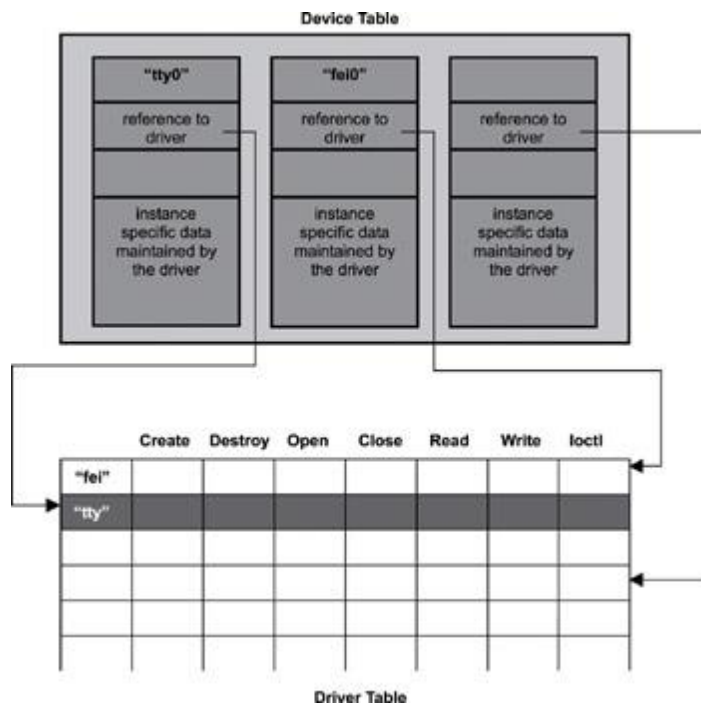 Device Table
“tty0”
reference to
driver
instance
specific data
maintained by
the driver
“fei0”
reference to
driver
instance
specific data
maintained by
the driver
reference to
driver
instance
specific data
maintained by
the driver
Create Destroy Open Close Read Write Ioctl
“fei”
“tty”
Driver Table